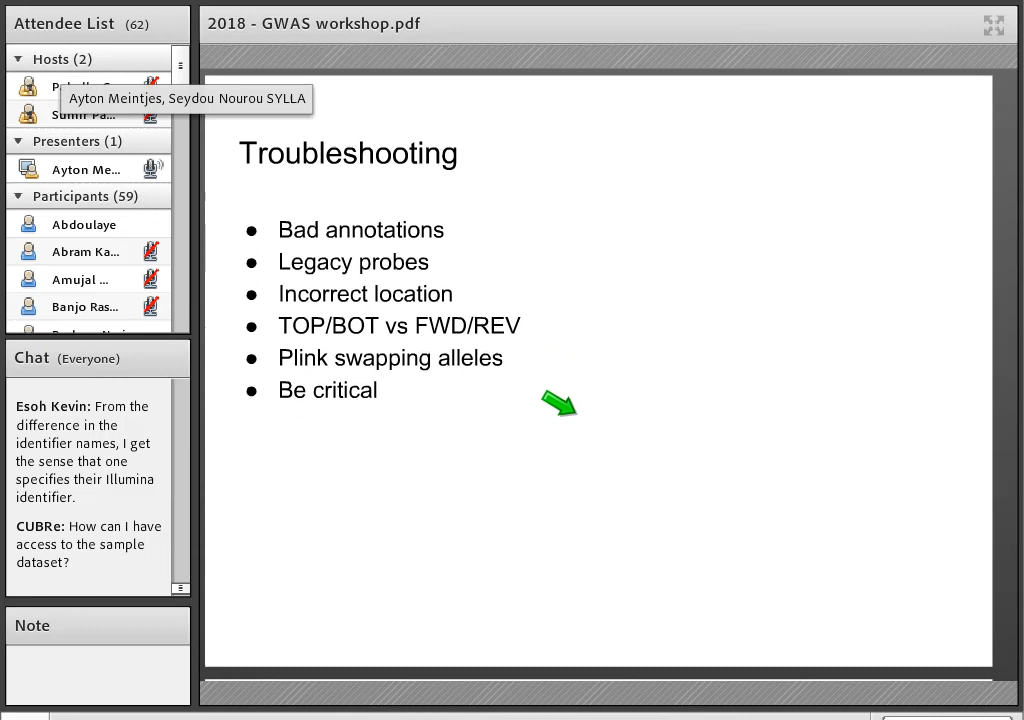 Attendee List (62)
Hosts (2)
Ayton Meintjes, Seydou Nourou SYLLA
Presenters (1)
Ayton Me...
Participants (59)
Abdoulaye
Abram Ka...
Amujal ...
Banjo Ras...
Chat (Everyone)
Esoh Kevin: From the
difference in the
identifier names, I get
the sense that one
specifies their Illumina
identifier.
CUBRe: How can I have
access to the sample
dataset?
Note
2018 - GWAS workshop.pdf
Troubleshooting
● Bad annotations
● Legacy probes
● Incorrect location
● TOP/BOT vs FWD/REV
● Plink swapping alleles
● Be critical